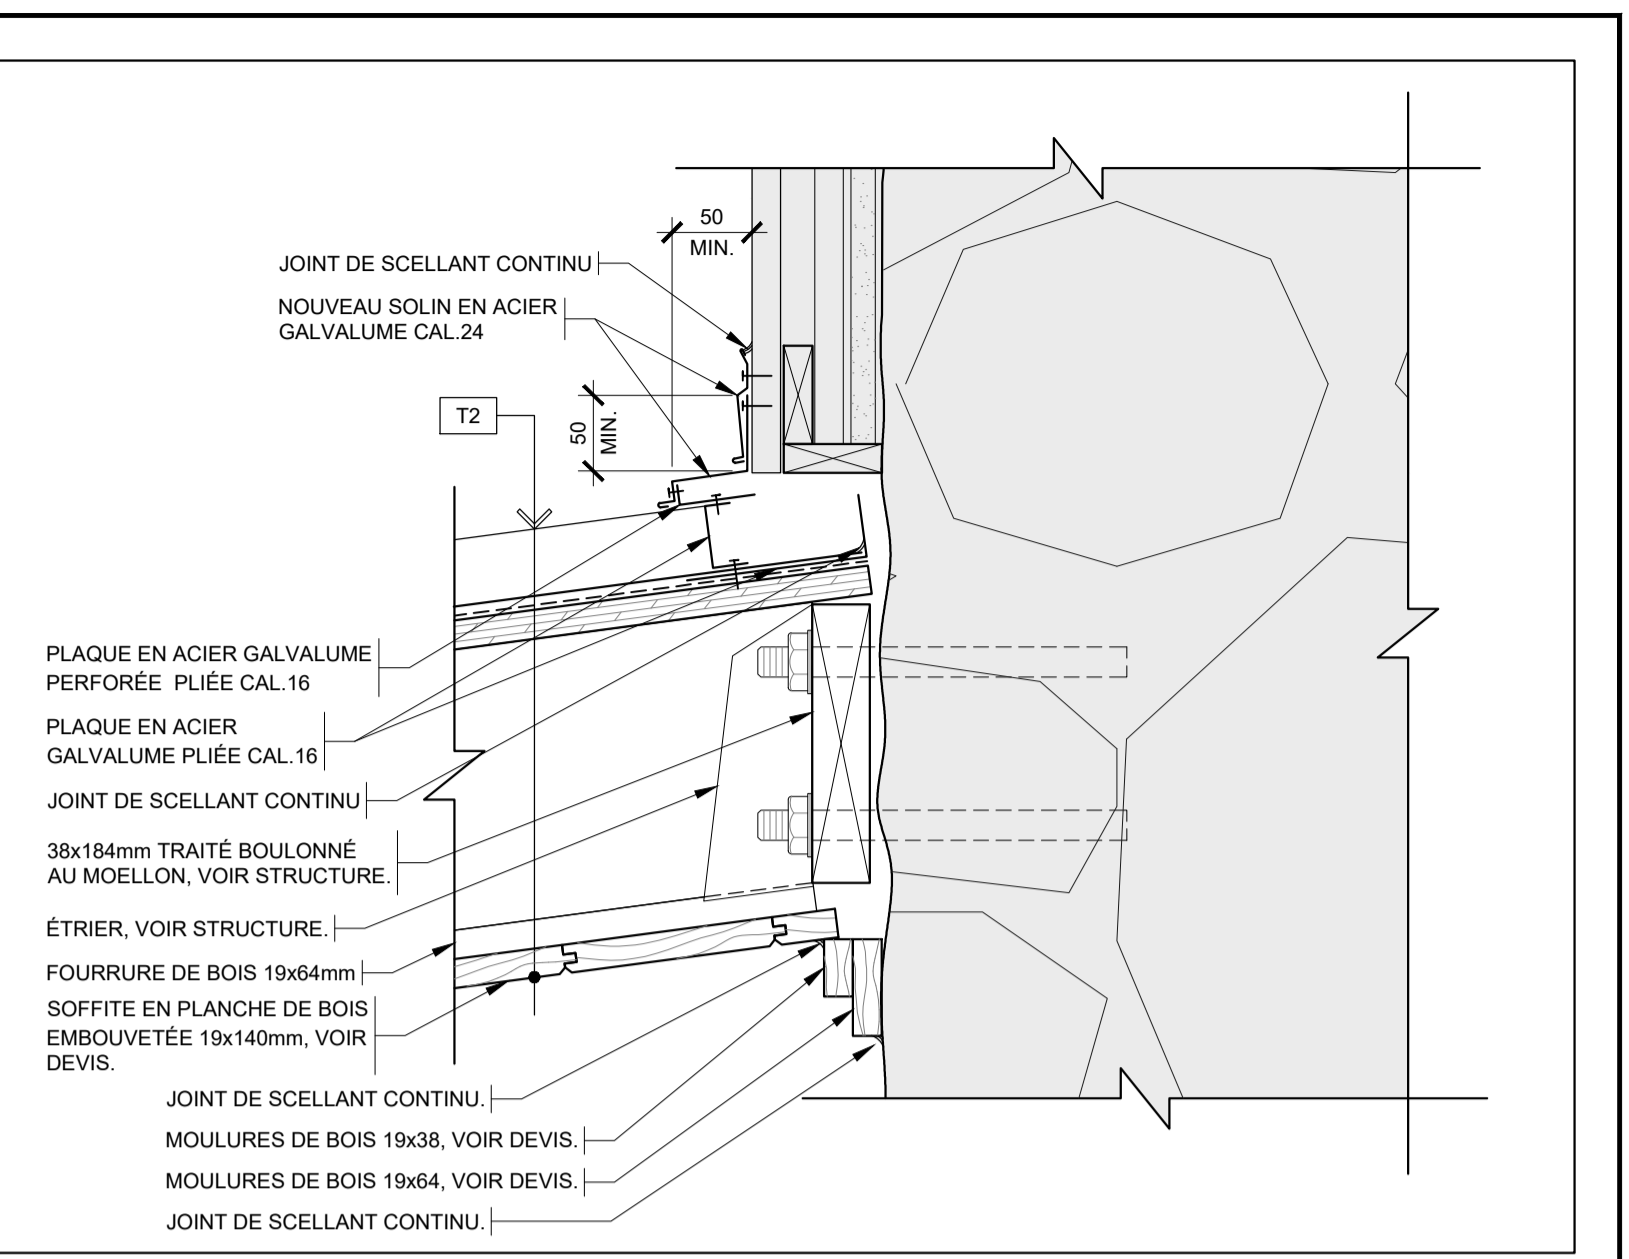 50
MIN.
JOINT DE SCELLANT CONTINU
NOUVEAU SOLIN EN ACIER
GALVALUME CAL.24
T2
50
MIN.
PLAQUE EN ACIER GALVALUME
PERFORÉE PLIÉE CAL.16
PLAQUE EN ACIER
GALVALUME PLIÉE CAL.16
JOINT DE SCELLANT CONTINU
38x184mm TRAITÉ BOULONNÉ
AU MOELLON, VOIR STRUCTURE.
ÉTRIER, VOIR STRUCTURE.
FOURRURE DE BOIS 19x64mm
SOFFITE EN PLANCHE DE BOIS
EMBOUVETÉE 19x140mm, VOIR
DEVIS.
JOINT DE SCELLANT CONTINU.
MOULURES DE BOIS 19x38, VOIR DEVIS.
MOULURES DE BOIS 19x64, VOIR DEVIS.
JOINT DE SCELLANT CONTINU.